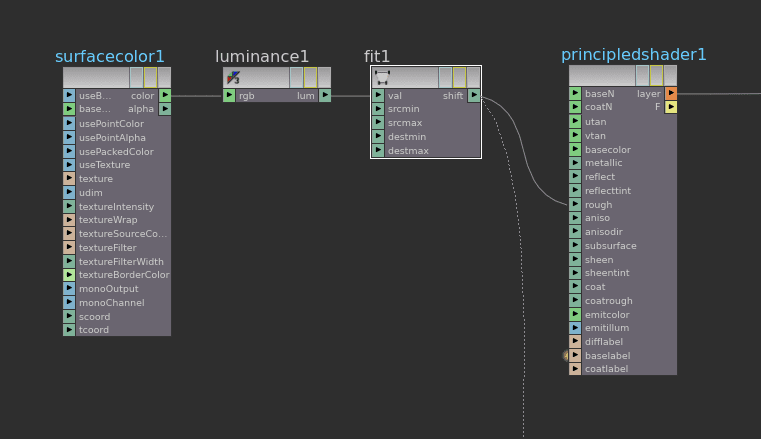 surfacecolor1
useB... color
base... alpha
usePointColor
usePointAlpha
usePackedColor
useTexture
texture
udim
textureIntensity
textureWrap
textureSourceCo...
textureFilter
textureFilterWidth
textureBorderColor
monoOutput
monoChannel
scoord
tcoord
luminance1
3
rgb lum
fit1
val shift
srcmin
srcmax
destmin
destmax
principledshader1
baseN layer
coatN F
utan
vtan
basecolor
metallic
reflect
reflecttint
rough
aniso
anisodir
subsurface
sheen
sheentint
coat
coatrough
emitcolor
emitillum
difflabel
baselabel
coatlabel